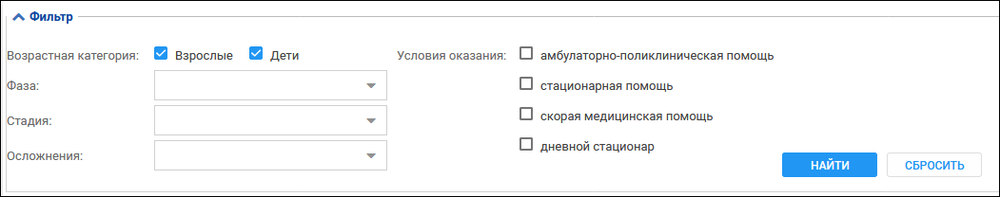 Фильтр
Возрастная категория: Взрослые Дети Условия оказания: амбулаторно-поликлиническая помощь
Фаза: стационарная помощь
Стадия: скорая медицинская помощь
Осложнения: дневной стационар
НАЙТИ СБРОСИТЬ